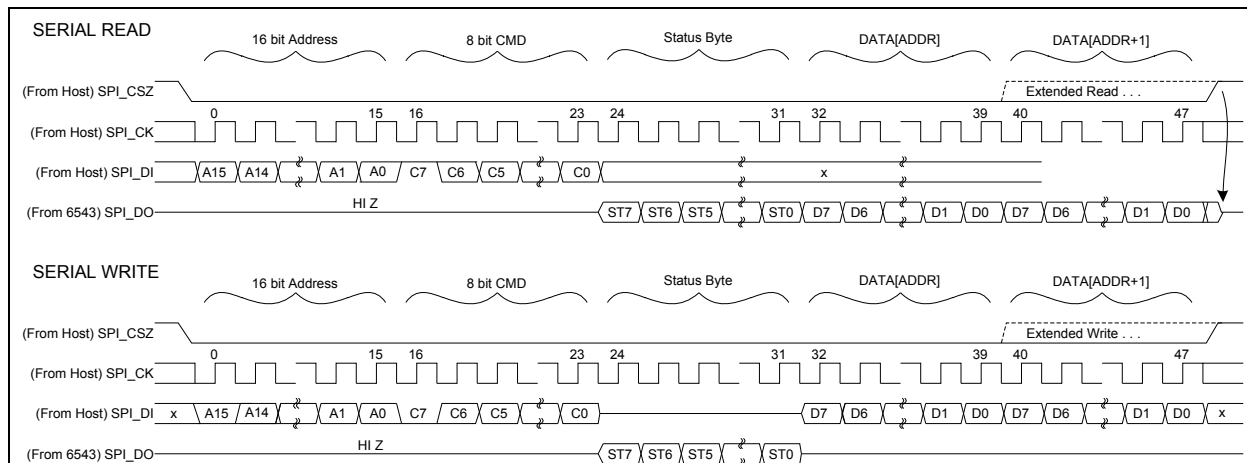 SERIAL READ
16 bit Address 8 bit CMD Status Byte DATA[ADDR] DATA[ADDR+1]
(From Host) SPI_CSZ Extended Read . . .
0 15 16 23 24 31 32 39 40 47
(From Host) SPI_CK
(From Host) SPI_DI A15 A14 A1 A0 C7 C6 C5 C0 x
(From 6543) SPI_DO HI Z ST7 ST6 ST5 ST0 D7 D6 D1 D0 D7 D6 D1 D0
SERIAL WRITE
16 bit Address 8 bit CMD Status Byte DATA[ADDR] DATA[ADDR+1]
(From Host) SPI_CSZ Extended Write . . .
0 15 16 23 24 31 32 39 40 47
(From Host) SPI_CK
(From Host) SPI_DI x A15 A14 A1 A0 C7 C6 C5 C0 D7 D6 D1 D0 D7 D6 D1 D0 x
(From 6543) SPI_DO HI Z ST7 ST6 ST5 ST0